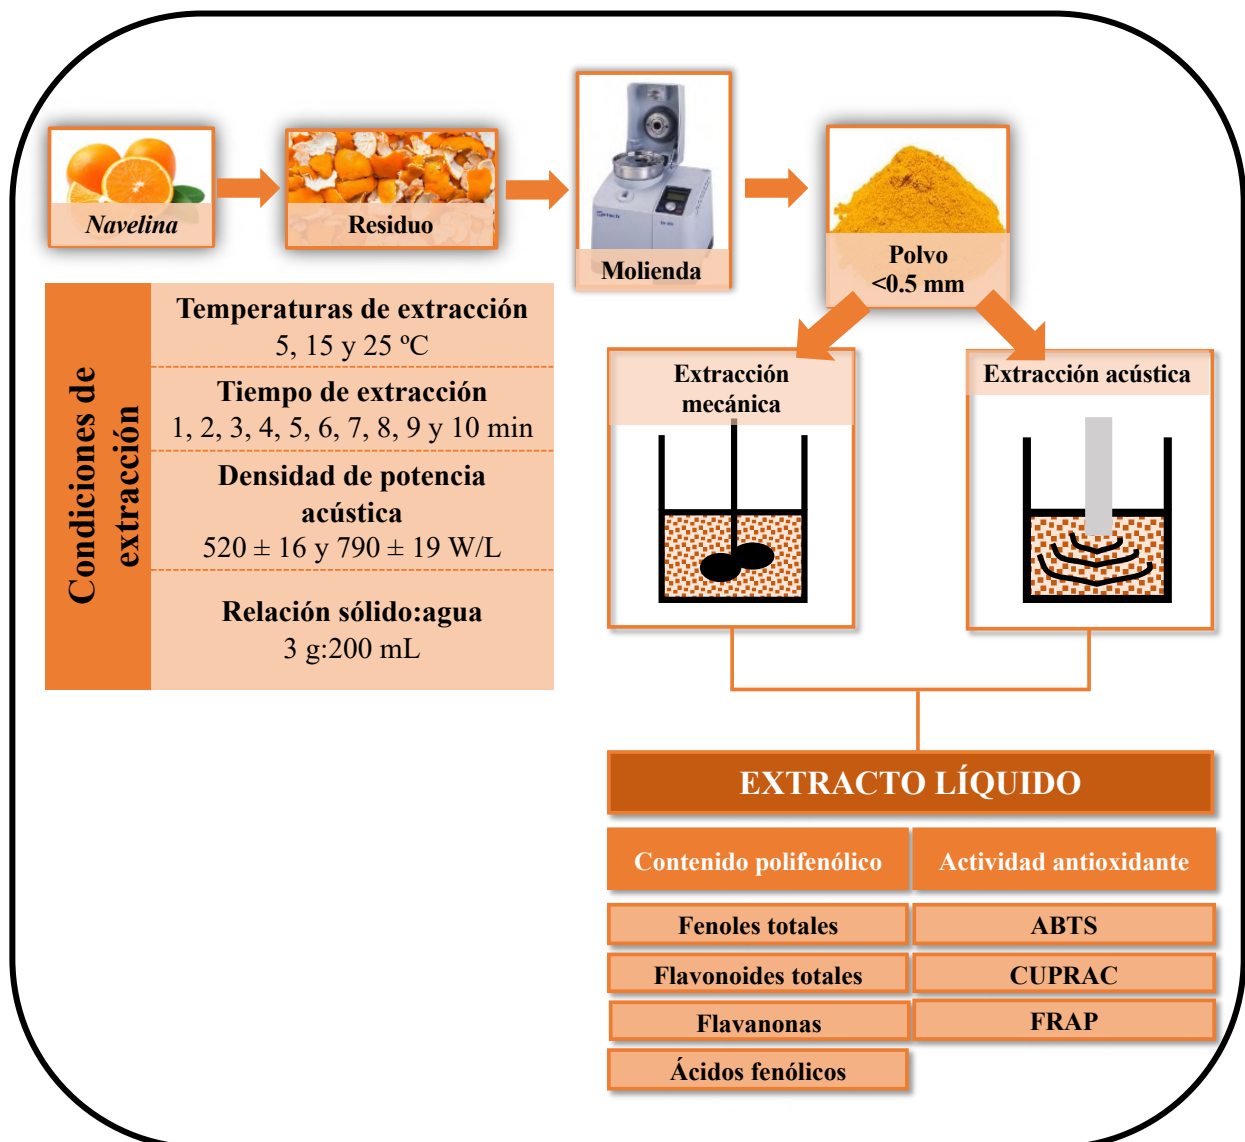 Navelina
Residuo
Molienda
Polvo
<0.5 mm
Condiciones de
extracción
Temperaturas de extracción
5, 15 y 25 ºC
Tiempo de extracción
1, 2, 3, 4, 5, 6, 7, 8, 9 y 10 min
Densidad de potencia
acústica
520 ± 16 y 790 ± 19 W/L
Relación sólido:agua
3 g:200 mL
Extracción
mecánica
Extracción acústica
EXTRACTO LÍQUIDO
Contenido polifenólico
Actividad antioxidante
Fenoles totales
ABTS
Flavonoides totales
CUPRAC
Flavanonas
FRAP
Ácidos fenólicos